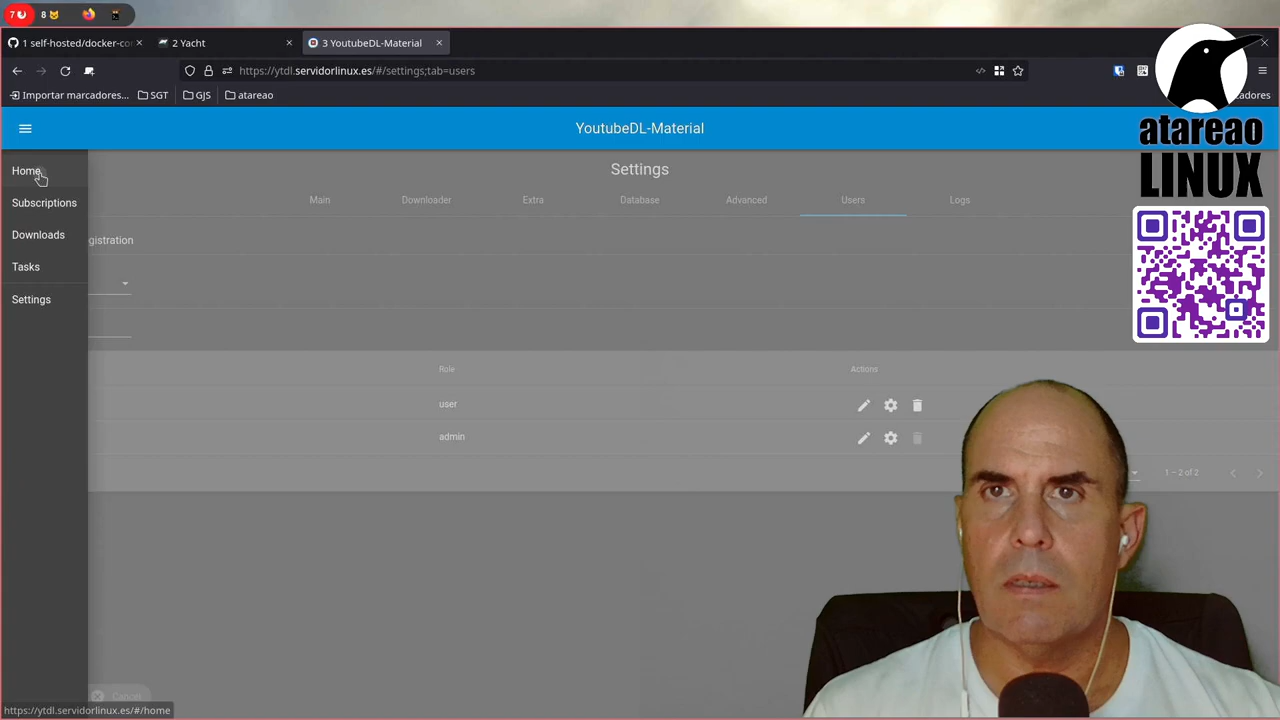 7
8
1 self-hosted/docker-co
2 Yacht
3 YoutubeDL-Material
https://ytdl.servidorlinux.es/#/settings;tab=users
Importar marcadores...
SGT
GJS
atareao
cadores
YoutubeDL-Material
atareao
LINUX
Home
Subscriptions
Downloads
Tasks
Settings
Settings
Main
Downloader
Extra
Database
Advanced
Users
Logs
gistration
Role
Actions
user
admin
1 – 2 of 2
Cancel
https://ytdl.servidorlinux.es/#/home